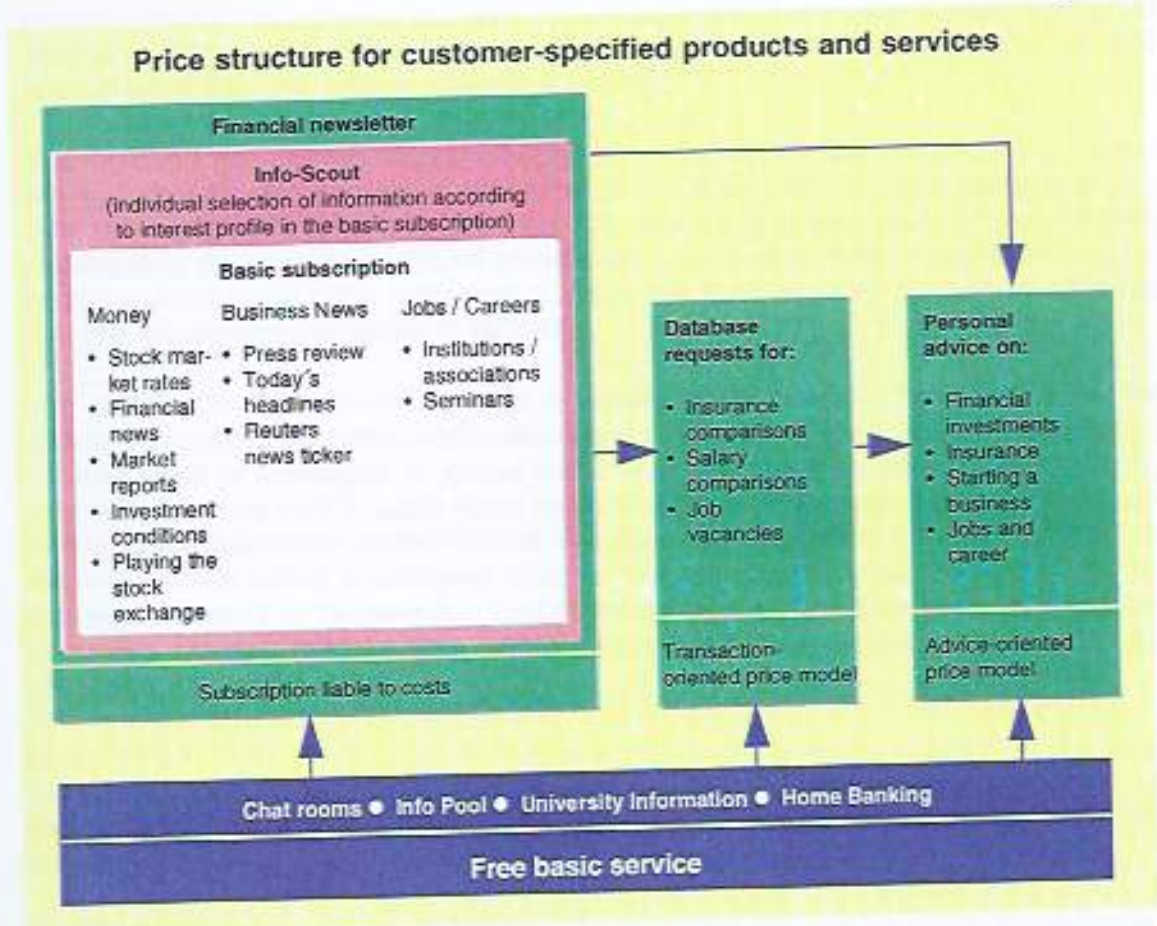 Price structure for customer-specified products and services
Financial newsletter
Info-Scout
(individual selection of information according
to interest profile in the basic subscription)
Basic subscription
Money
• Stock mar-
ket rates
• Financial
news
• Market
reports
• Investment
conditions
• Playing the
stock
exchange
Business News
• Press review
• Today´s
headlines
• Reuters
news ticker
Jobs / Careers
• Institutions /
associations
• Seminars
Subscription liable to costs
Database
requests for:
• Insurance
comparisons
• Salary
comparisons
• Job
vacancies
Transaction-
oriented price model
Personal
advice on:
• Financial
investments
• Insurance
• Starting a
business
• Jobs and
career
Advice-oriented
price model
Chat rooms ● Info Pool ● University Information ● Home Banking
Free basic service